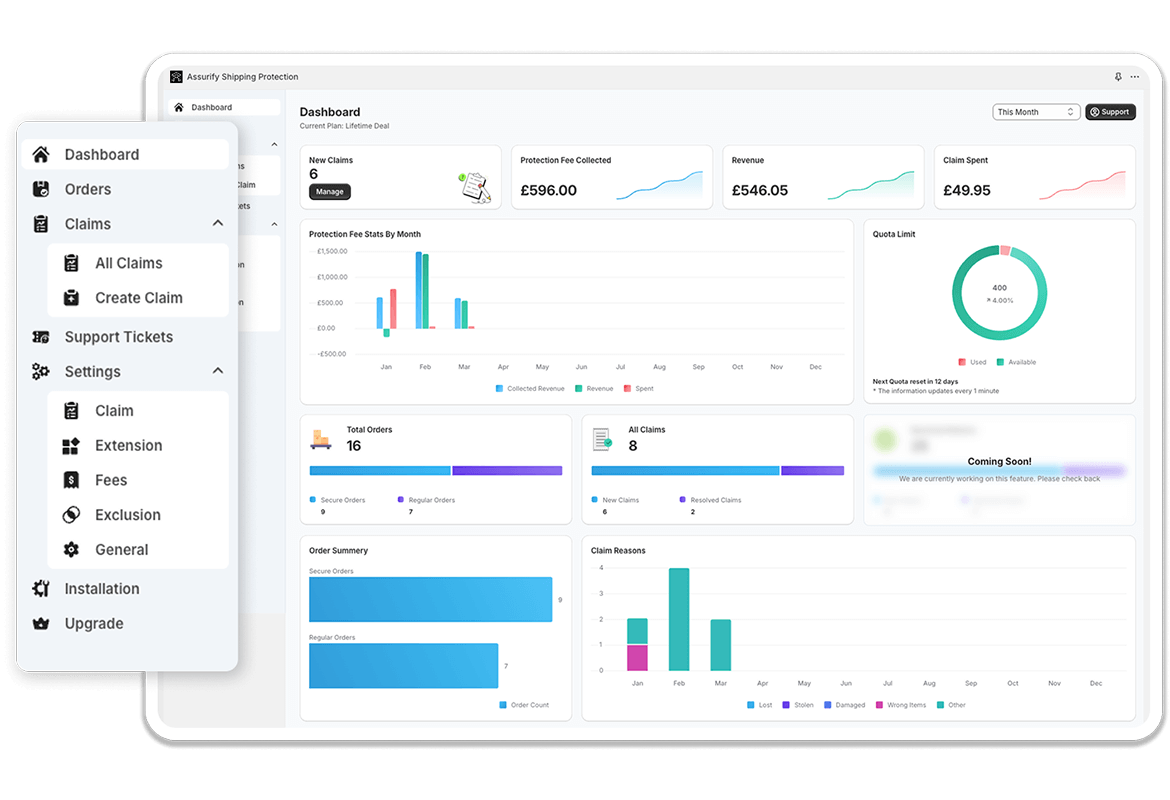 Assurify Shipping Protection
Dashboard
Dashboard
Orders
Claims
All Claims
Create Claim
Support Tickets
Settings
Claim
Extension
Fees
Exclusion
General
Installation
Upgrade
Dashboard
Current Plan: Lifetime Deal
This Month
Support
New Claims
6
Manage
Protection Fee Collected
£596.00
Revenue
£546.05
Claim Spent
£49.95
Protection Fee Stats By Month
£1,500.00
£1,000.00
£500.00
£0.00
-£500.00
Jan Feb Mar Apr May Jun Jul Aug Sep Oct Nov Dec
Collected Revenue Revenue Spent
Quota Limit
400
4.00%
Used Available
Next Quota reset in 12 days
* The information updates every 1 minute
Total Orders
16
Secure Orders Regular Orders
9 7
All Claims
8
New Claims Resolved Claims
6 2
Coming Soon!
We are currently working on this feature. Please check back
Order Summery
Secure Orders
9
Regular Orders
7
Order Count
Claim Reasons
4
3
2
1
0
Jan Feb Mar Apr May Jun Jul Aug Sep Oct Nov Dec
Lost Stolen Damaged Wrong Items Other